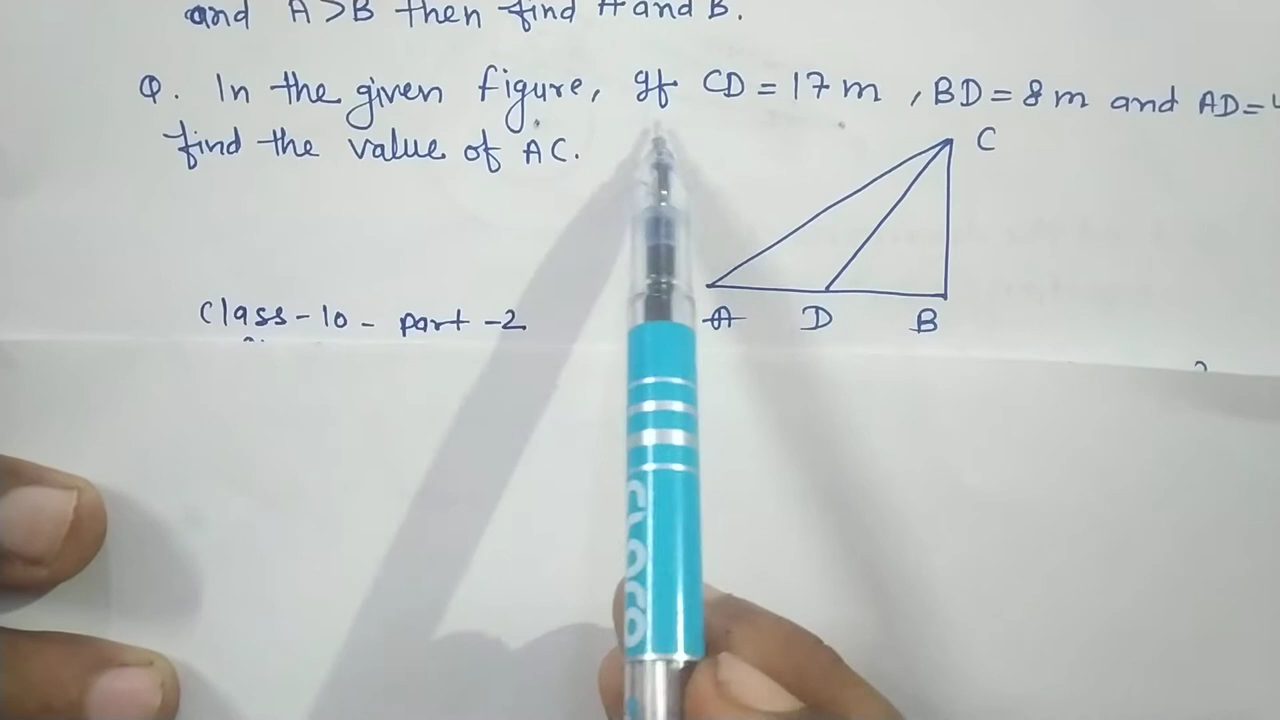 and A>B then find A and B.
Q. In the given figure, If CD = 17 m , BD = 8 m and AD = 4
find the value of AC.
C
A D B
Class-10 - part -2